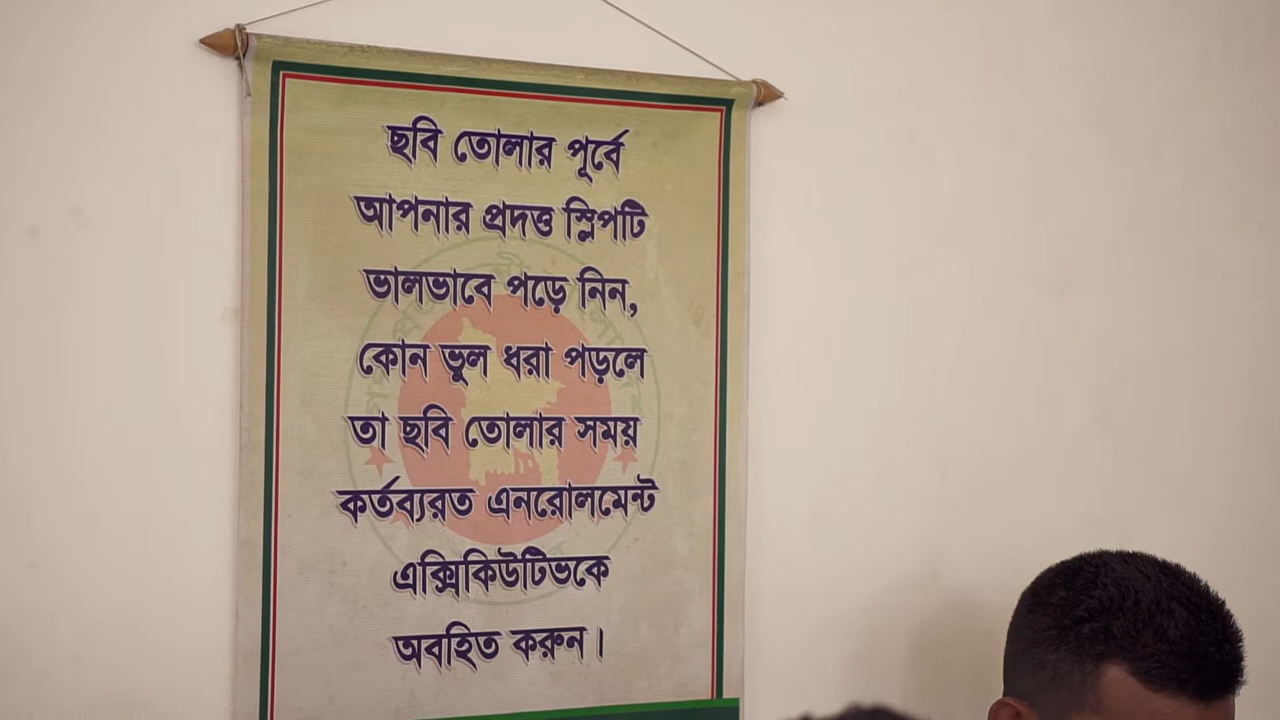 ছবি তোলার পূর্বে
আপনার প্রদত্ত স্লিপটি
ভালভাবে পড়ে নিন,
কোন ভুল ধরা পড়লে
তা ছবি তোলার সময়
কর্তব্যরত এনরোলমেন্ট
এক্সিকিউটিভকে
অবহিত করুন।